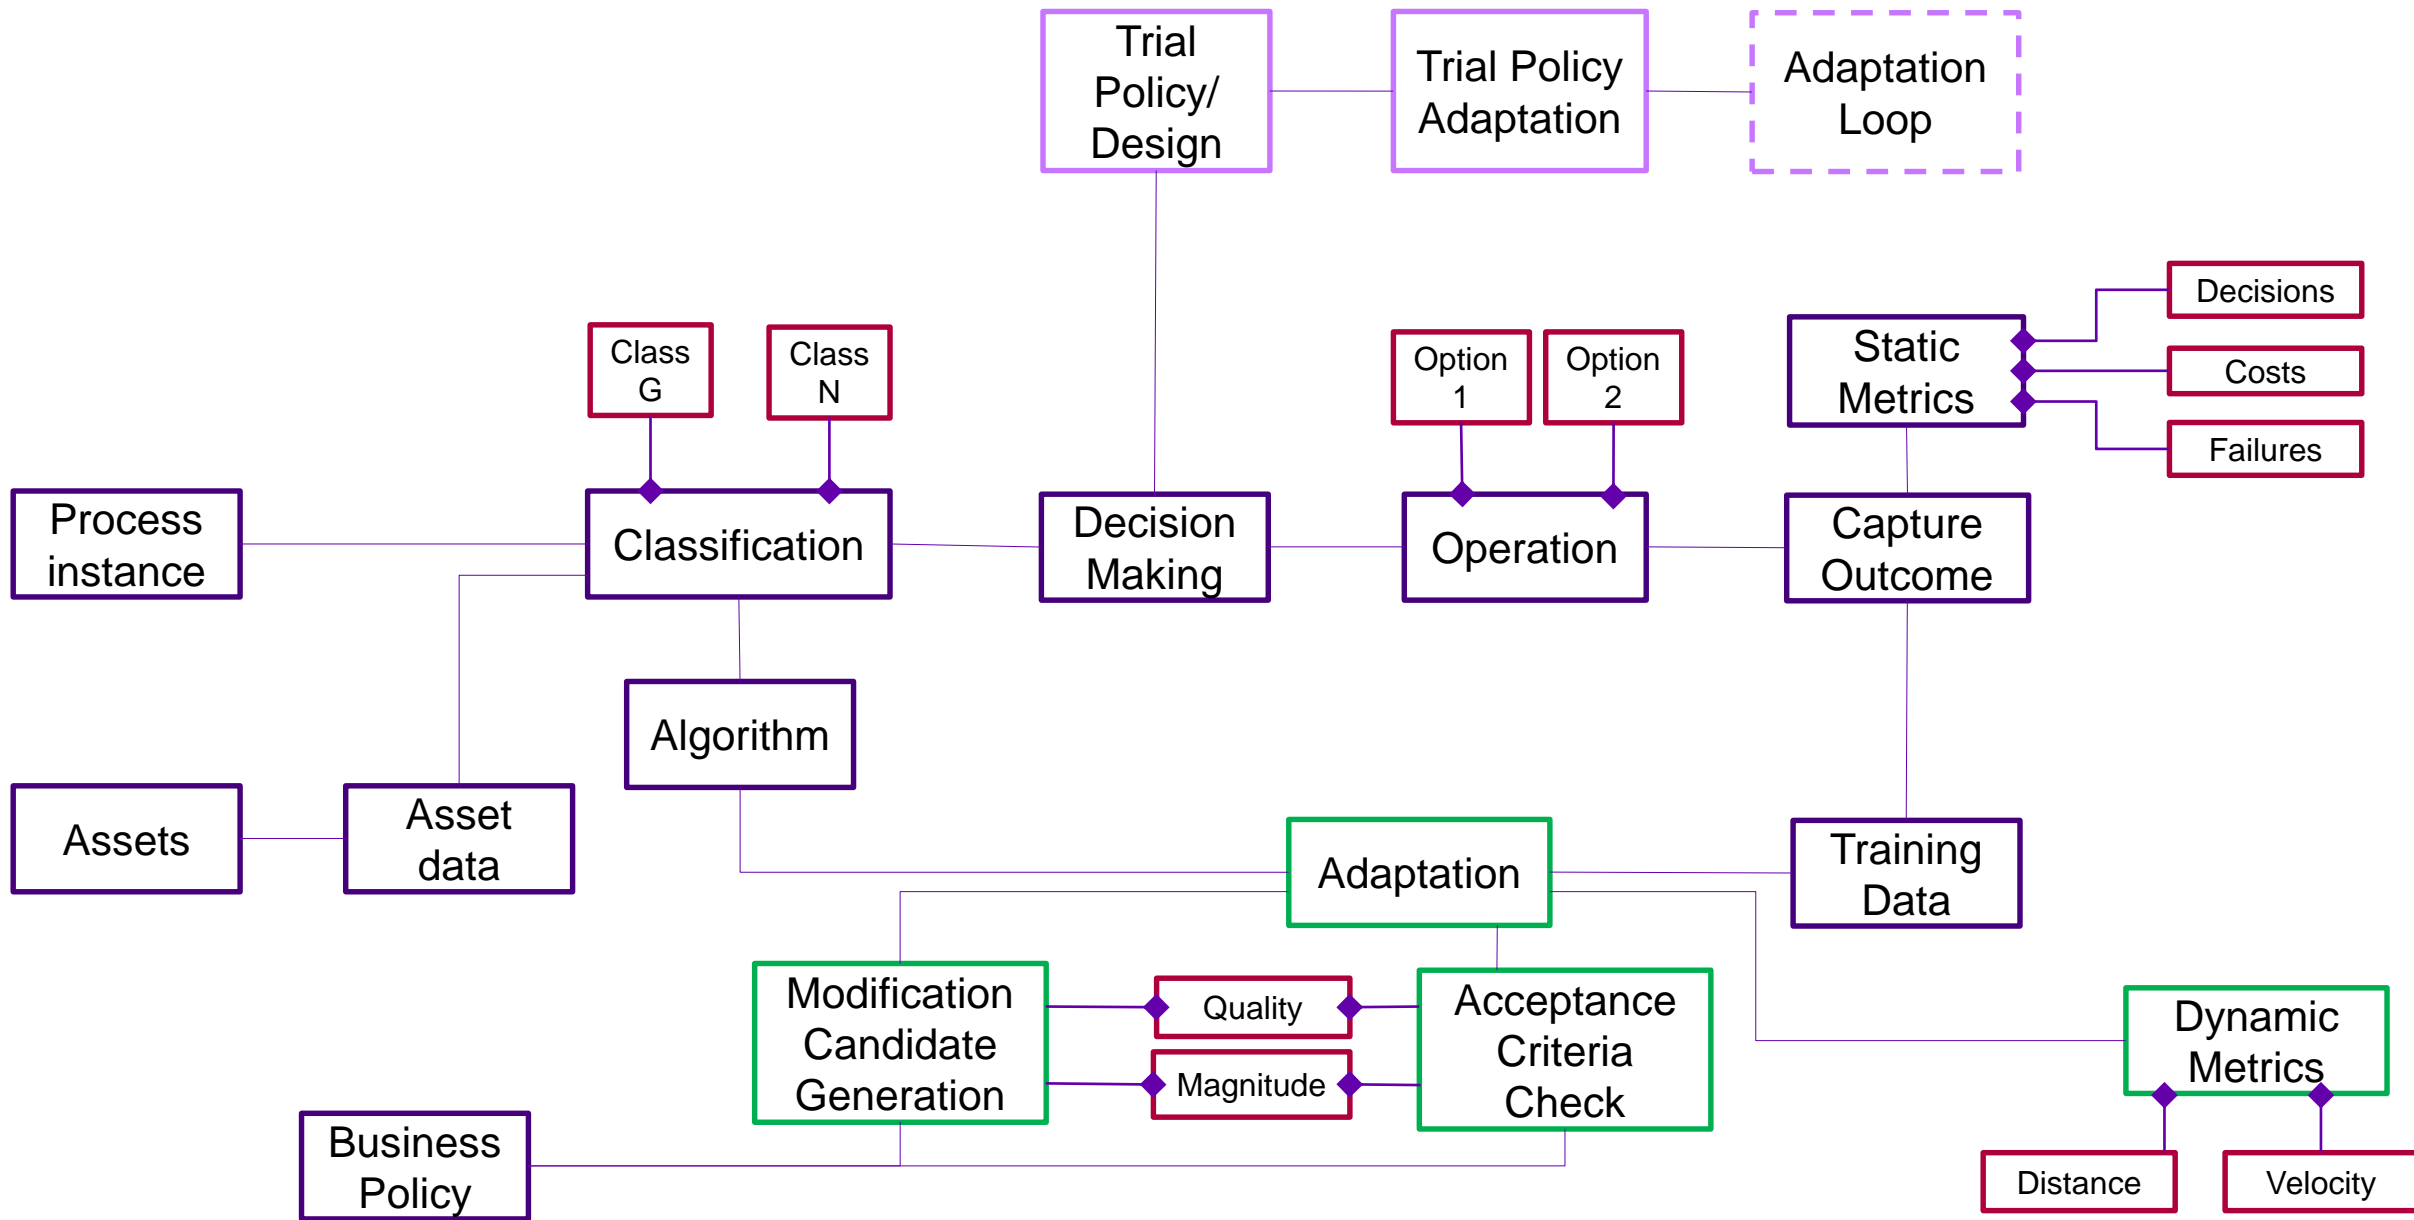 Trial
Policy/
Design
Trial Policy
Adaptation
Adaptation
Loop
Decisions
Costs
Failures
Static
Metrics
Class
G
Class
N
Option
1
Option
2
Process
instance
Classification
Decision
Making
Operation
Capture
Outcome
Algorithm
Assets
Asset
data
Adaptation
Training
Data
Modification
Candidate
Generation
Quality
Magnitude
Acceptance
Criteria
Check
Dynamic
Metrics
Business
Policy
Distance
Velocity